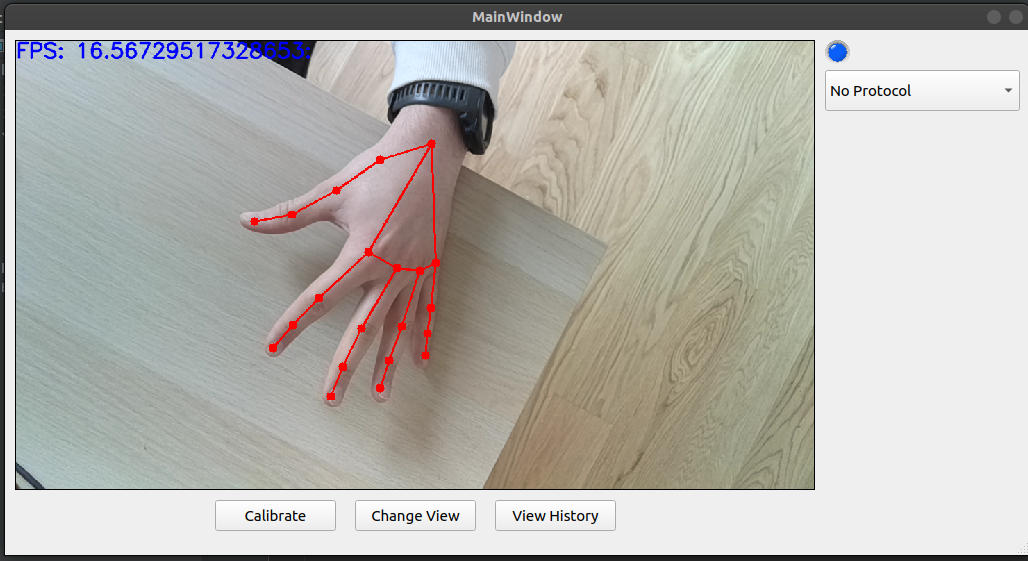 MainWindow
FPS: 16.56729517328653:
No Protocol
Calibrate
Change View
View History